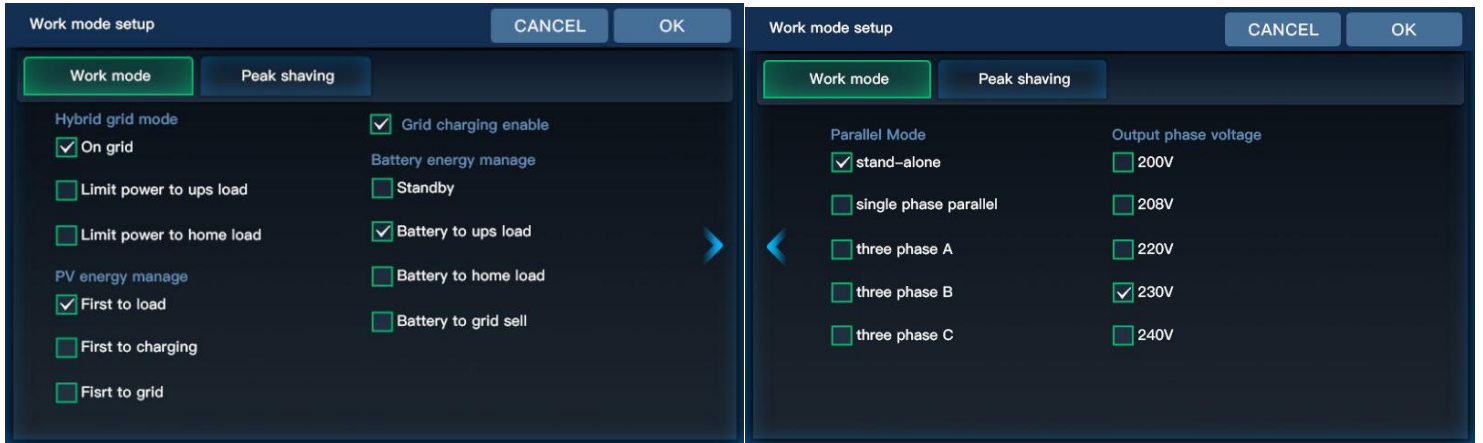 Work mode setup
CANCEL
OK
Work mode
Peak shaving
Hybrid grid mode
On grid
Limit power to ups load
Limit power to home load
PV energy manage
First to load
First to charging
Fisrt to grid
Grid charging enable
Battery energy manage
Standby
Battery to ups load
Battery to home load
Battery to grid sell
Work mode setup
CANCEL
OK
Work mode
Peak shaving
Parallel Mode
stand-alone
single phase parallel
three phase A
three phase B
three phase C
Output phase voltage
200V
208V
220V
230V
240V